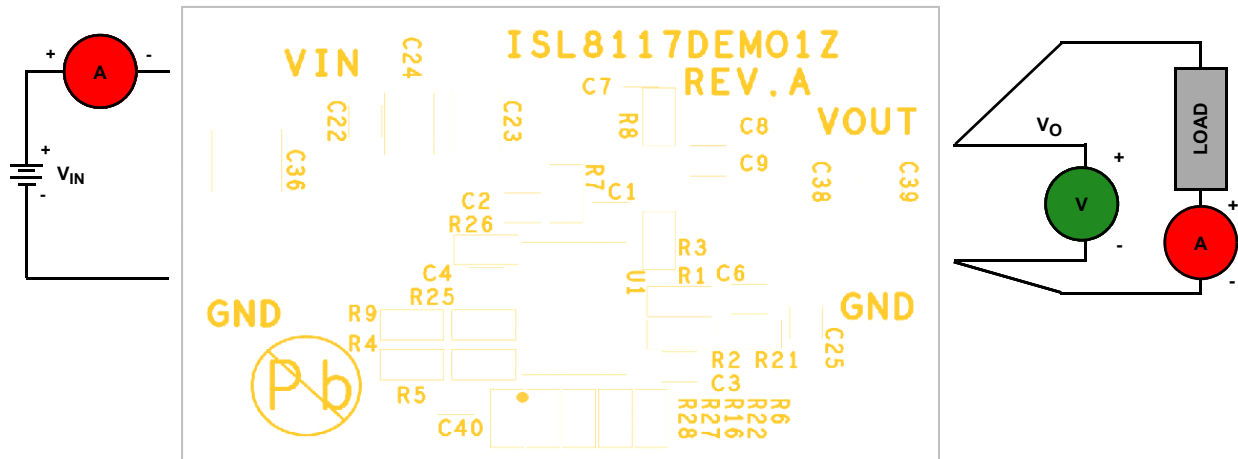 ISL8117DEMO1Z
REV.A
+
A
-
VIN
C24
C7
R8
C8
VOUT
C22
C23
C9
C36
R7
C38
C39
+
VIN
-
C2
C1
R26
R3
C4
U1
R1
C6
R25
GND
R9
GND
R4
C25
Pb
R2
R21
C3
R5
C40
R28
R27
R16
R22
R6
VO
LOAD
+
V
-
+
A
-